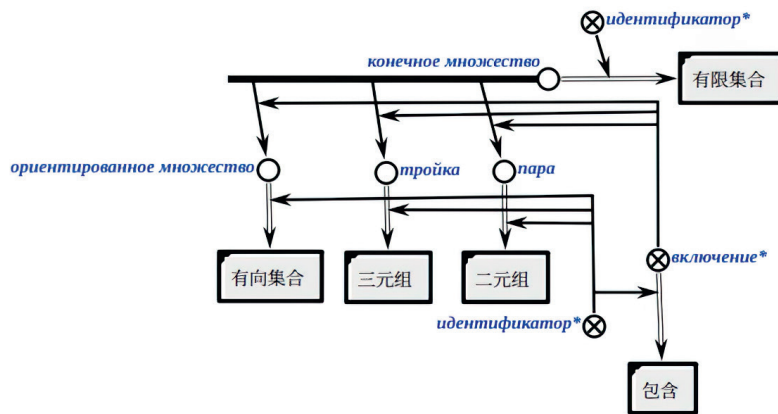 идентификатор*
конечное множество
有限集合
ориентированное множество
тройка
пара
有向集合
三元组
二元组
включение*
идентификатор*
包含